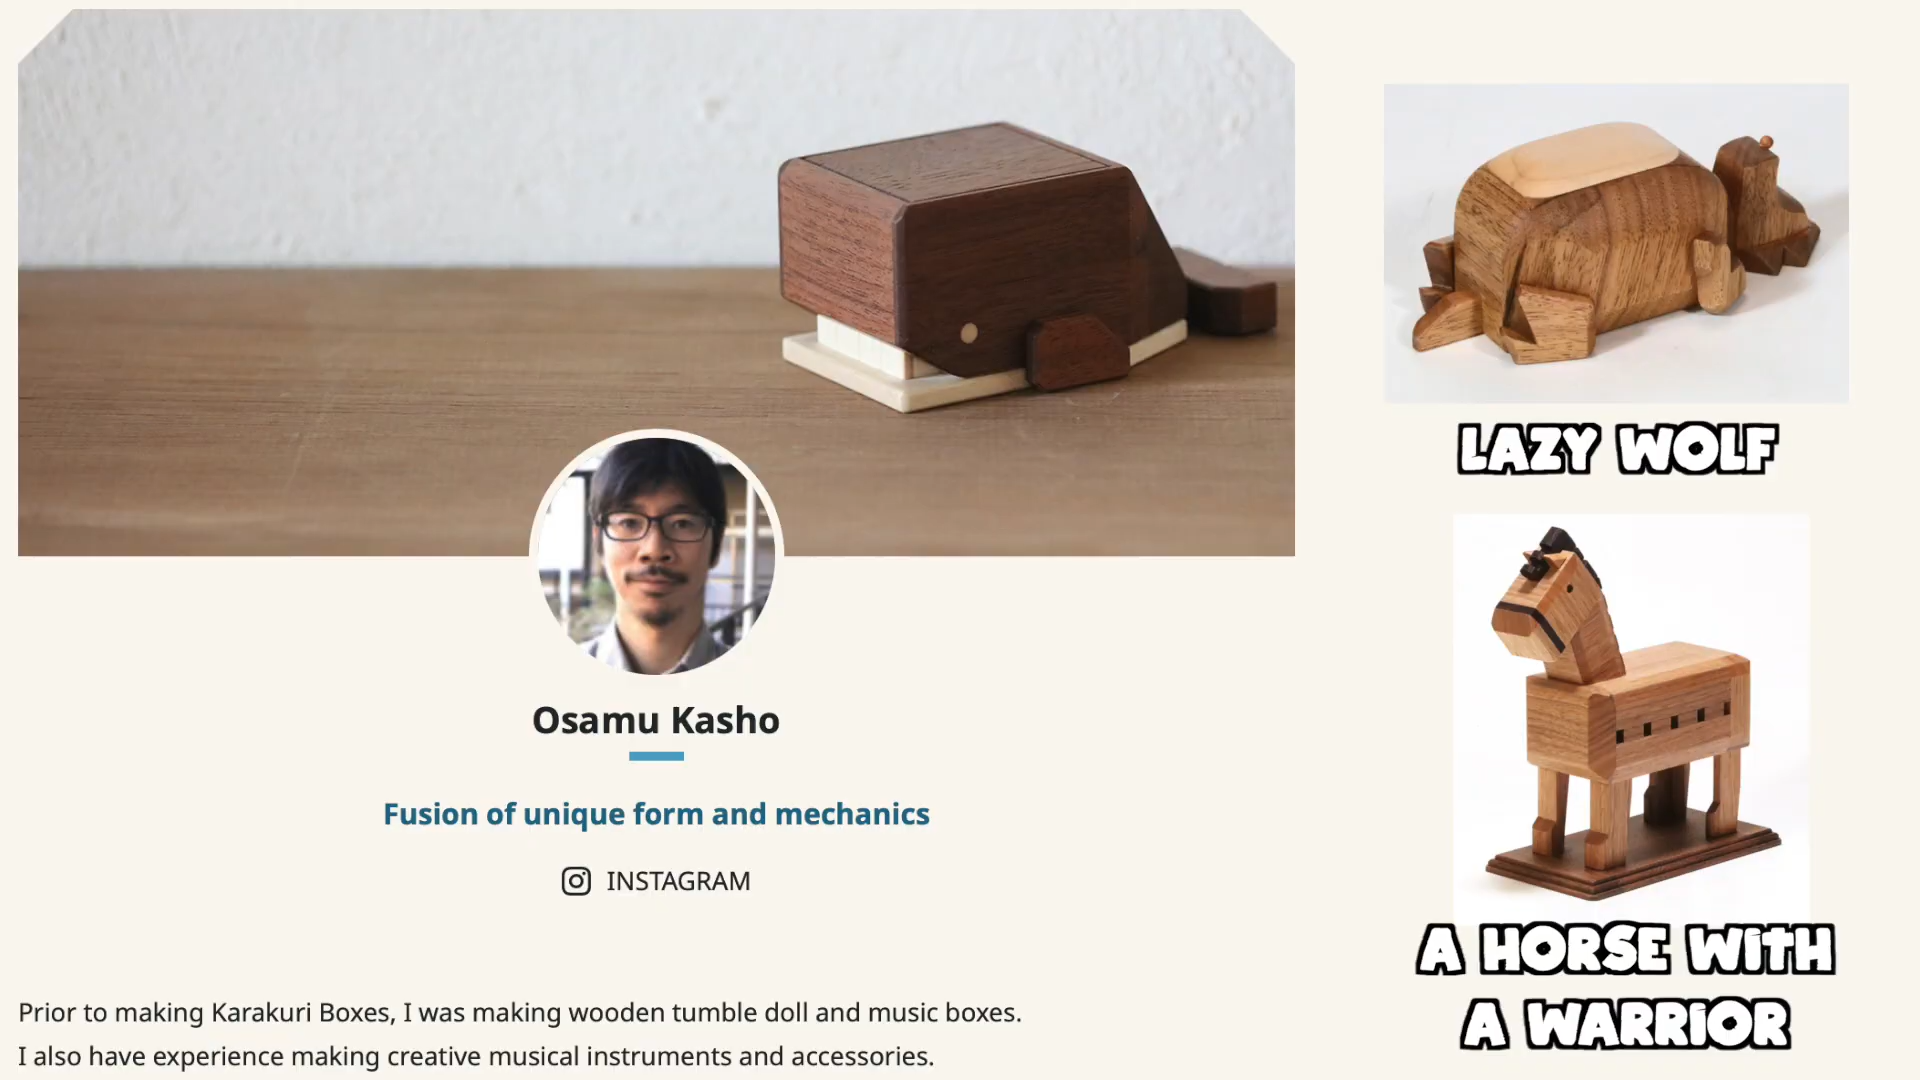 Osamu Kasho
Fusion of unique form and mechanics
INSTAGRAM
Prior to making Karakuri Boxes, I was making wooden tumble doll and music boxes.
I also have experience making creative musical instruments and accessories.
LAZY WOLF
A HORSE WITH
A WARRIOR